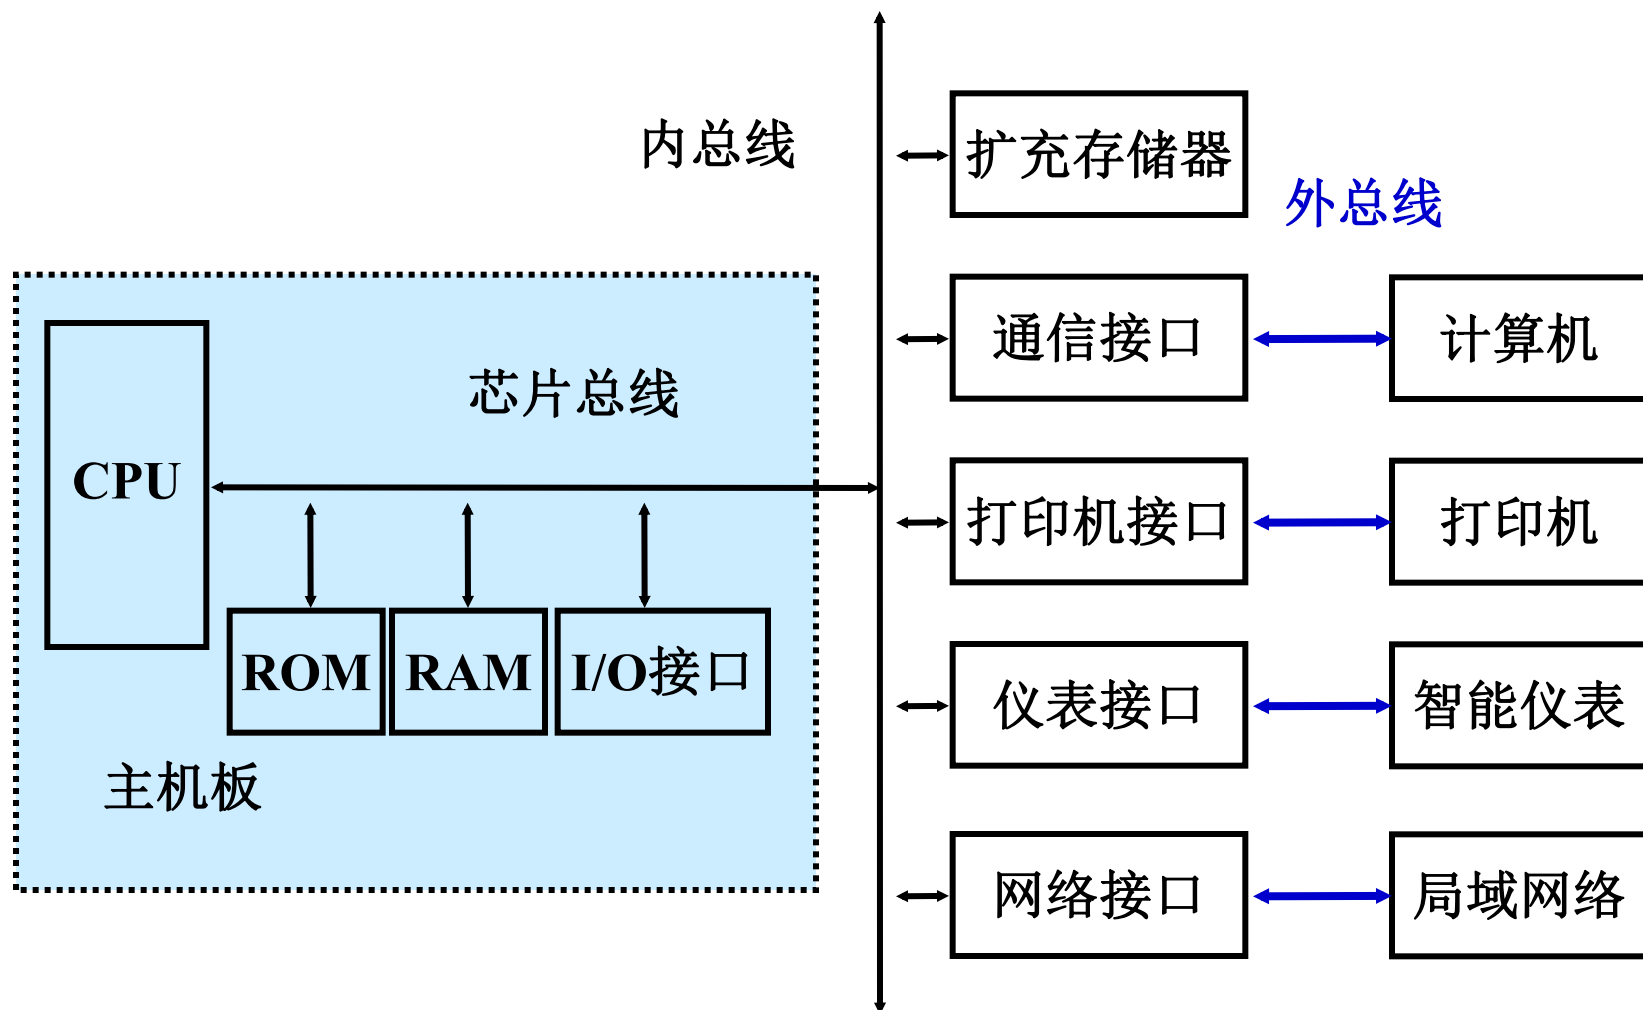 内总线
扩充存储器
外总线
通信接口
计算机
芯片总线
CPU
打印机接口
打印机
ROM
RAM
I/O接口
仪表接口
智能仪表
主机板
网络接口
局域网络